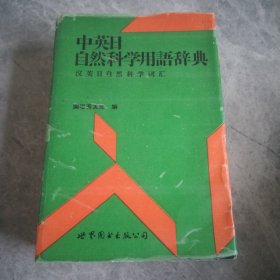 中英日
自然科学用語辞典
汉英日自然科学词汇
编
世界图书出版公司